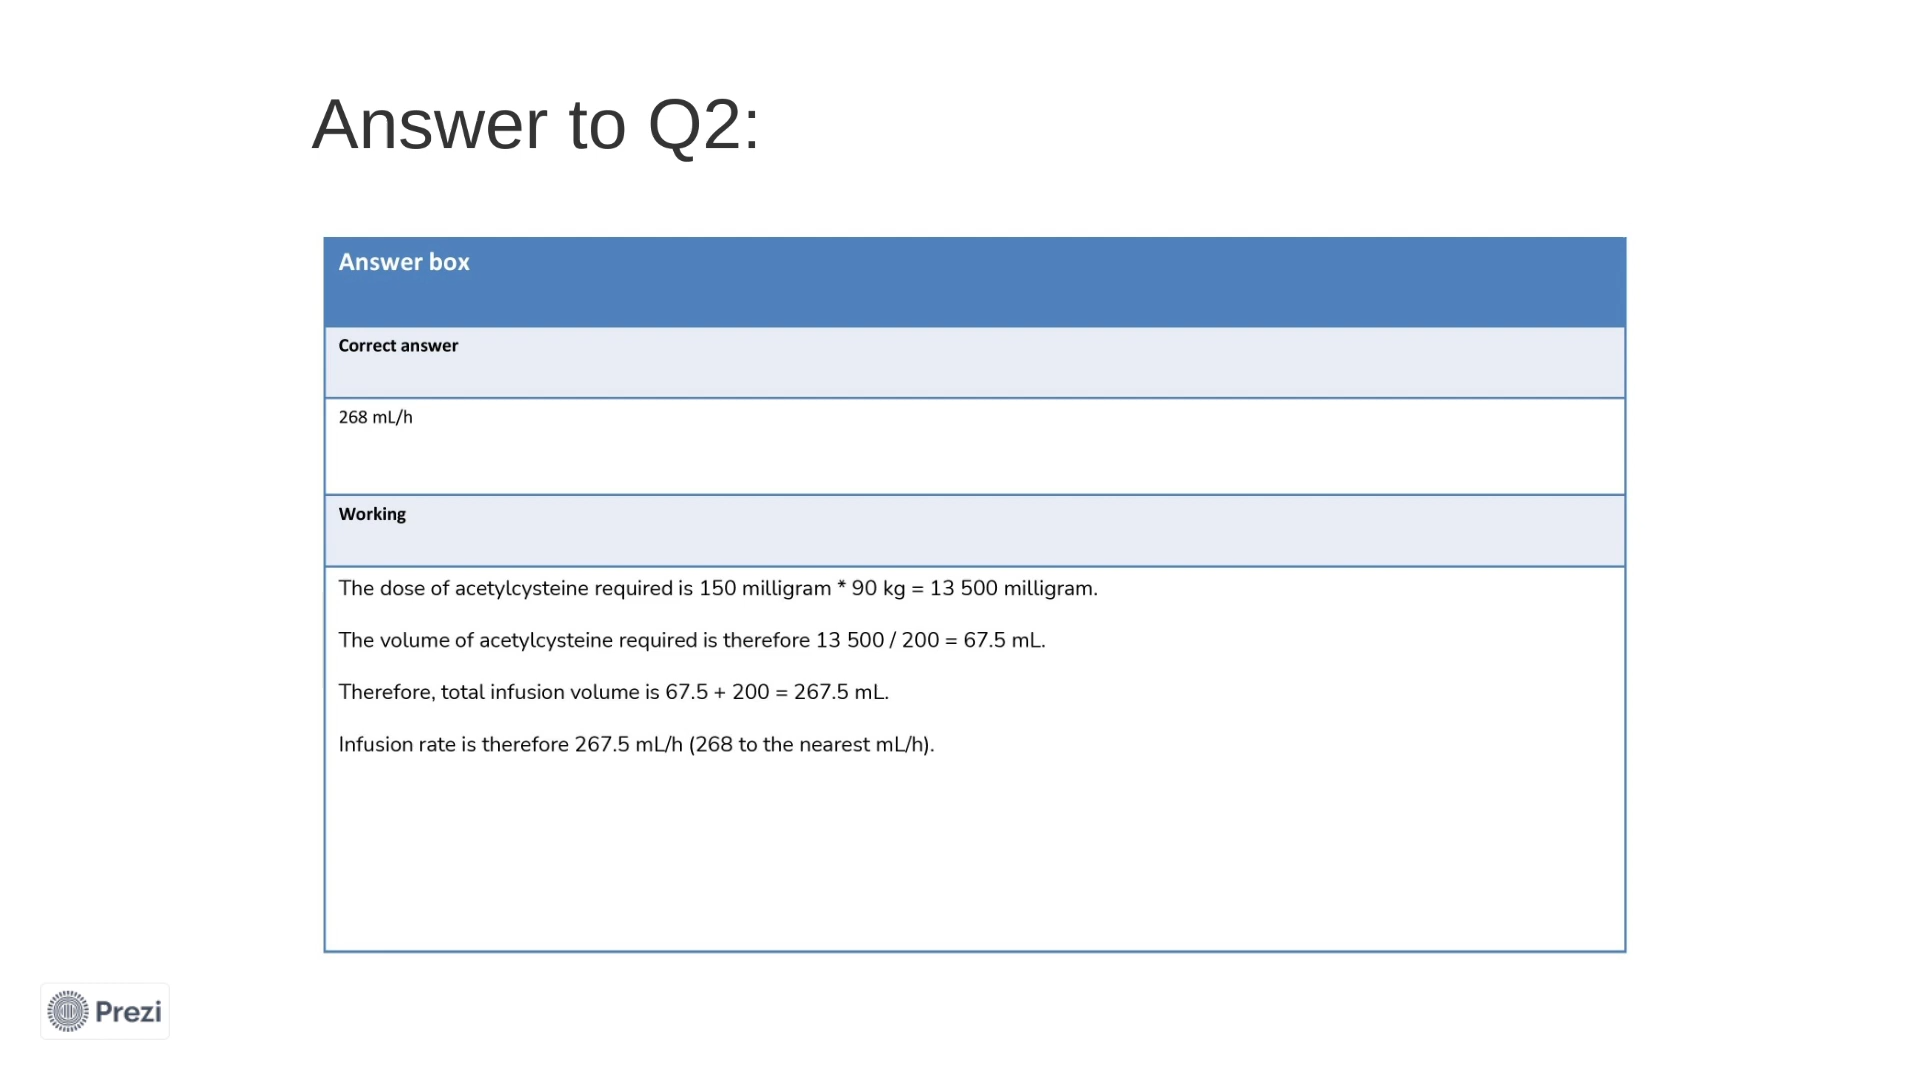 Answer to Q2:
Answer box
Correct answer
268 mL/h
Working
The dose of acetylcysteine required is 150 milligram * 90 kg = 13 500 milligram.
The volume of acetylcysteine required is therefore 13 500 / 200 = 67.5 mL.
Therefore, total infusion volume is 67.5 + 200 = 267.5 mL.
Infusion rate is therefore 267.5 mL/h (268 to the nearest mL/h).
Prezi